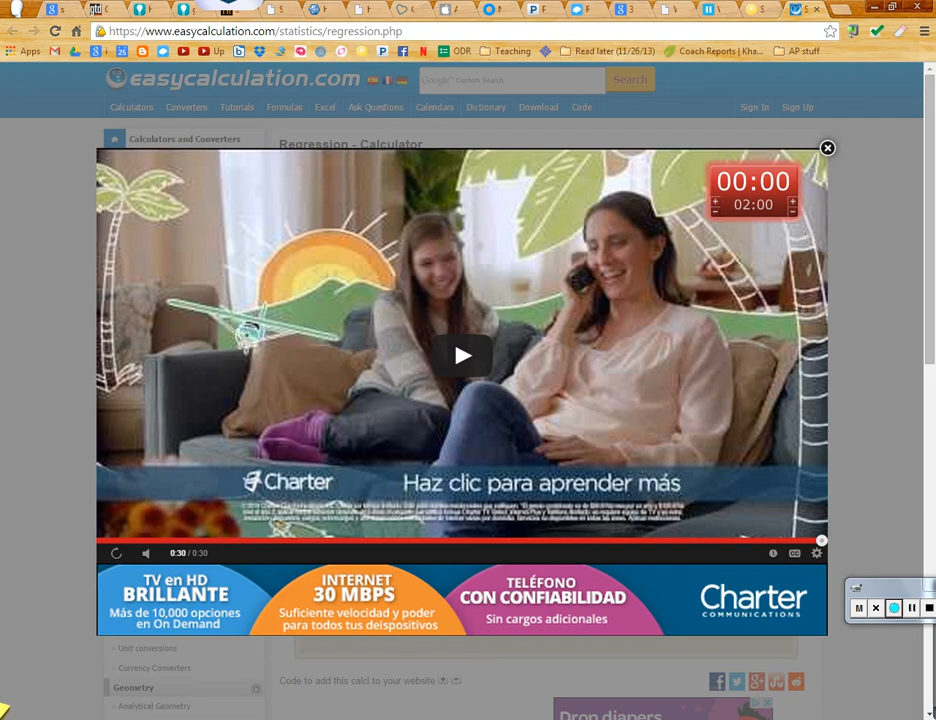 https://www.easycalculation.com/statistics/regression.php
Apps
ODR
Teaching
Read later (11/26/13)
Coach Reports | Kha...
AP stuff
easycalculation.com
Google™ Custom Search
Search
Calculators Converters Tutorials Formulas Excel Ask Questions Calendars Dictionary Download Code Sign In Sign Up
Calculators and Converters
Regression - Calculator
00:00
02:00
Charter
Haz clic para aprender más
0:30 / 0:30
TV en HD
BRILLANTE
Más de 10,000 opciones
en On Demand
INTERNET
30 MBPS
Suficiente velocidad y poder
para todos tus deispositivos
TELÉFONO
CON CONFIABILIDAD
Sin cargos adicionales
Charter
COMMUNICATIONS
Unit conversions
Currency Converters
Geometry
Analytical Geometry
Code to add this calci to your website
Drop diapers